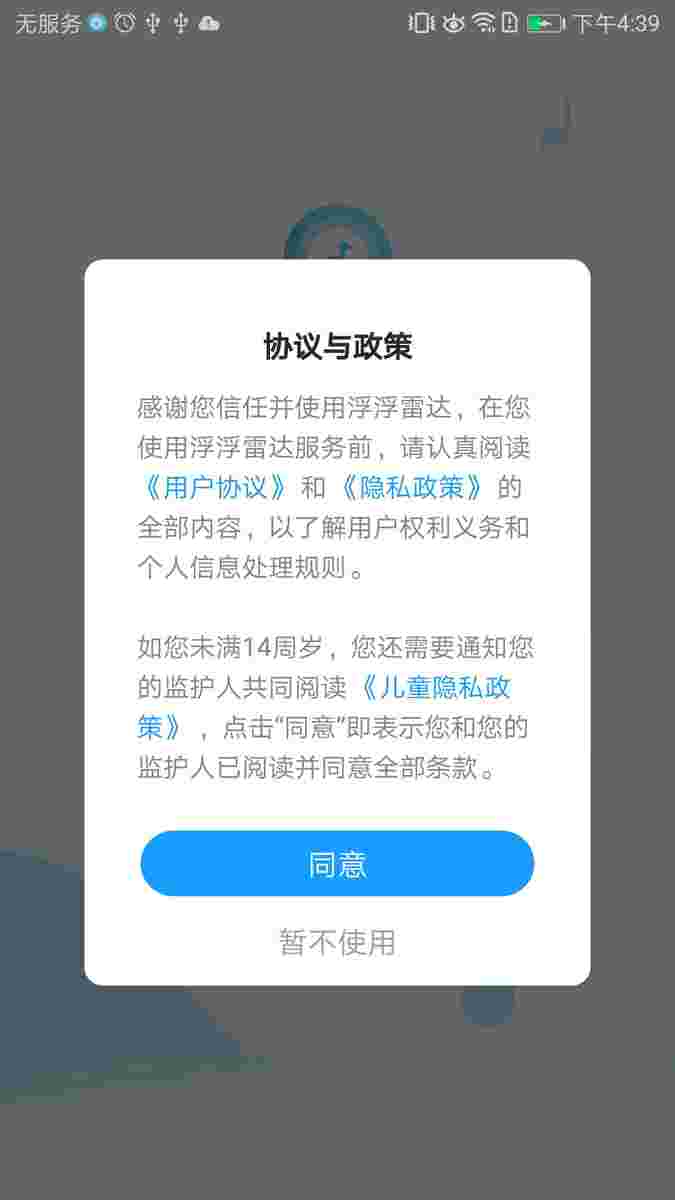 无服务
下午4:39
协议与政策
感谢您信任并使用浮浮雷达，在您
使用浮浮雷达服务前，请认真阅读
《用户协议》和《隐私政策》的
全部内容，以了解用户权利义务和
个人信息处理规则。
如您未满14周岁，您还需要通知您
的监护人共同阅读《儿童隐私政
策》，点击“同意”即表示您和您的
监护人已阅读并同意全部条款。
同意
暂不使用